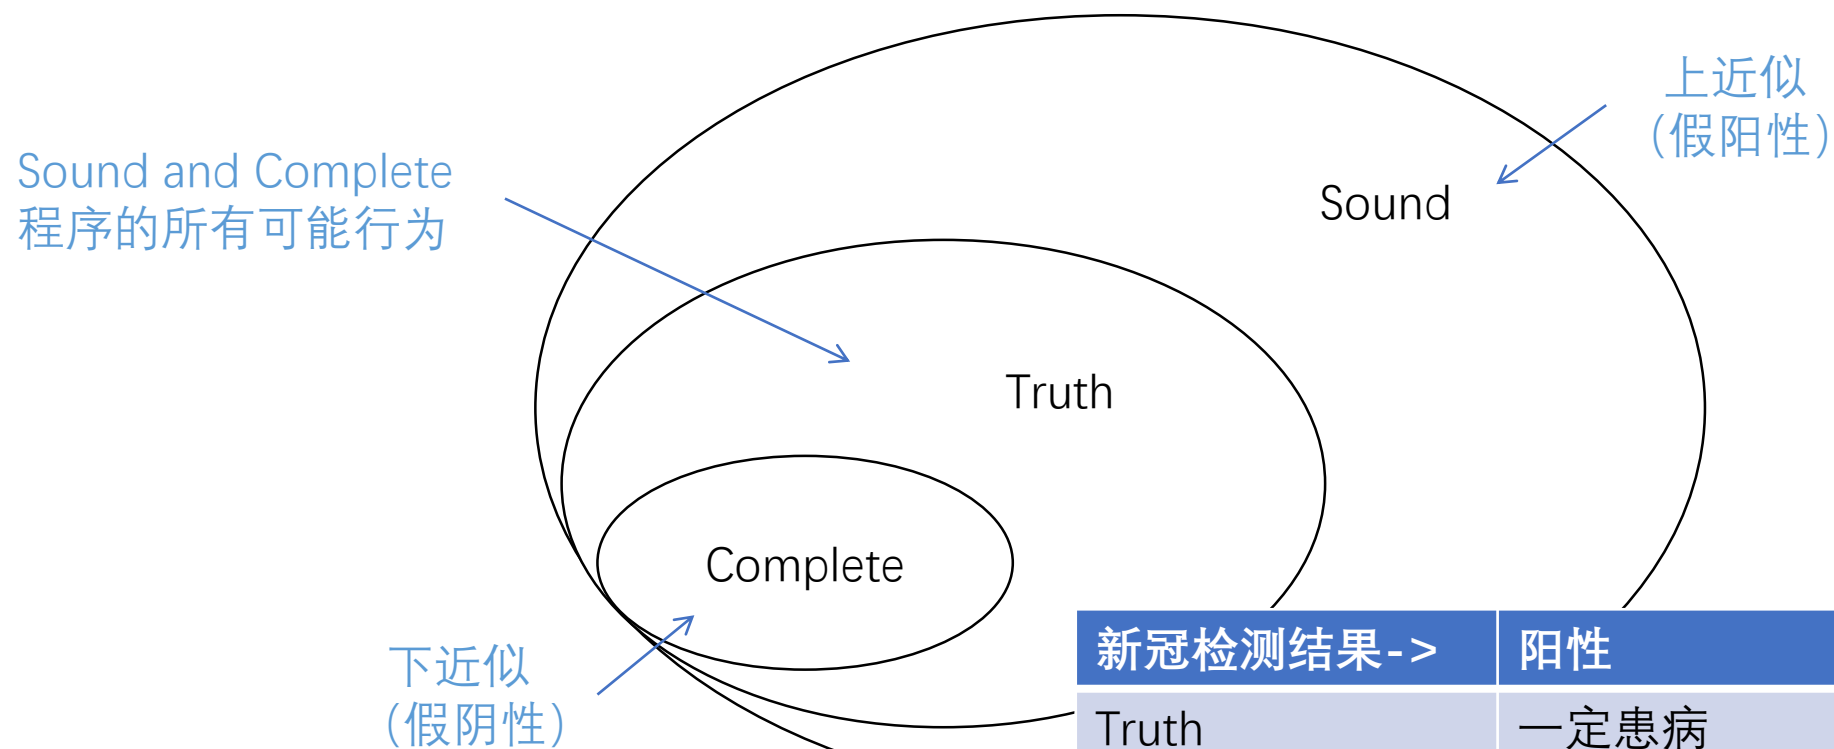 上近似
(假阳性)
Sound and Complete
程序的所有可能行为
Sound
Truth
Complete
下近似
(假阴性)
新冠检测结果-> 阳性
Truth 一定患病